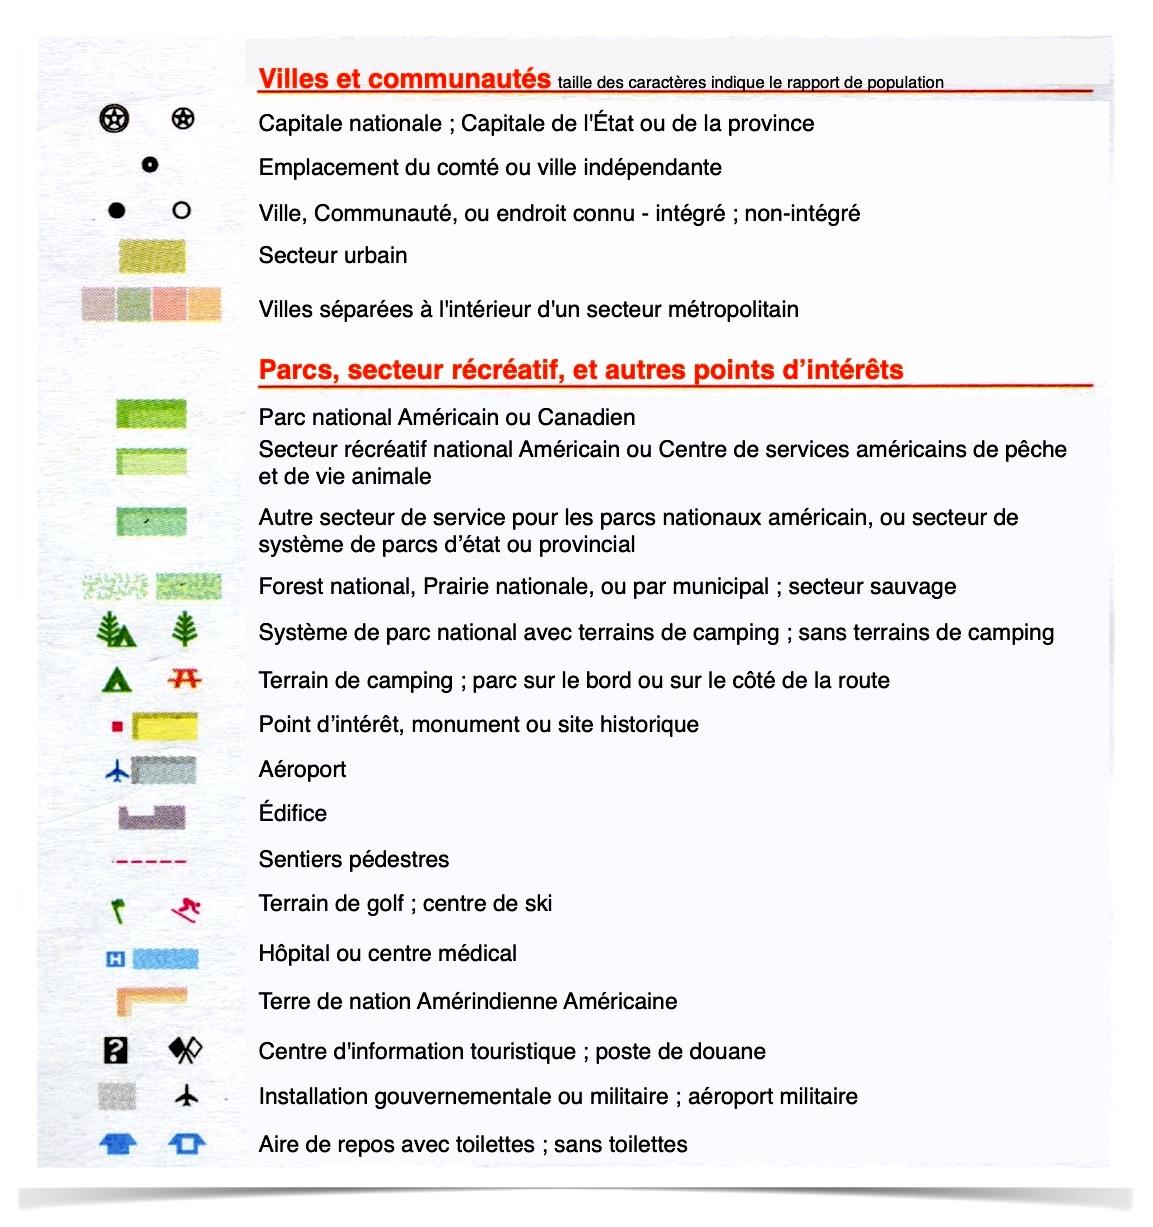 Villes et communautés taille des caractères indique le rapport de population
Capitale nationale ; Capitale de l'État ou de la province
Emplacement du comté ou ville indépendante
Ville, Communauté, ou endroit connu - intégré ; non-intégré
Secteur urbain
Villes séparées à l'intérieur d'un secteur métropolitain
Parcs, secteur récréatif, et autres points d’intérêts
Parc national Américain ou Canadien
Secteur récréatif national Américain ou Centre de services américains de pêche
et de vie animale
Autre secteur de service pour les parcs nationaux américain, ou secteur de
système de parcs d’état ou provincial
Forest national, Prairie nationale, ou par municipal ; secteur sauvage
Système de parc national avec terrains de camping ; sans terrains de camping
Terrain de camping ; parc sur le bord ou sur le côté de la route
Point d’intérêt, monument ou site historique
Aéroport
Édifice
Sentiers pédestres
Terrain de golf ; centre de ski
H Hôpital ou centre médical
Terre de nation Amérindienne Américaine
? Centre d'information touristique ; poste de douane
Installation gouvernementale ou militaire ; aéroport militaire
Aire de repos avec toilettes ; sans toilettes